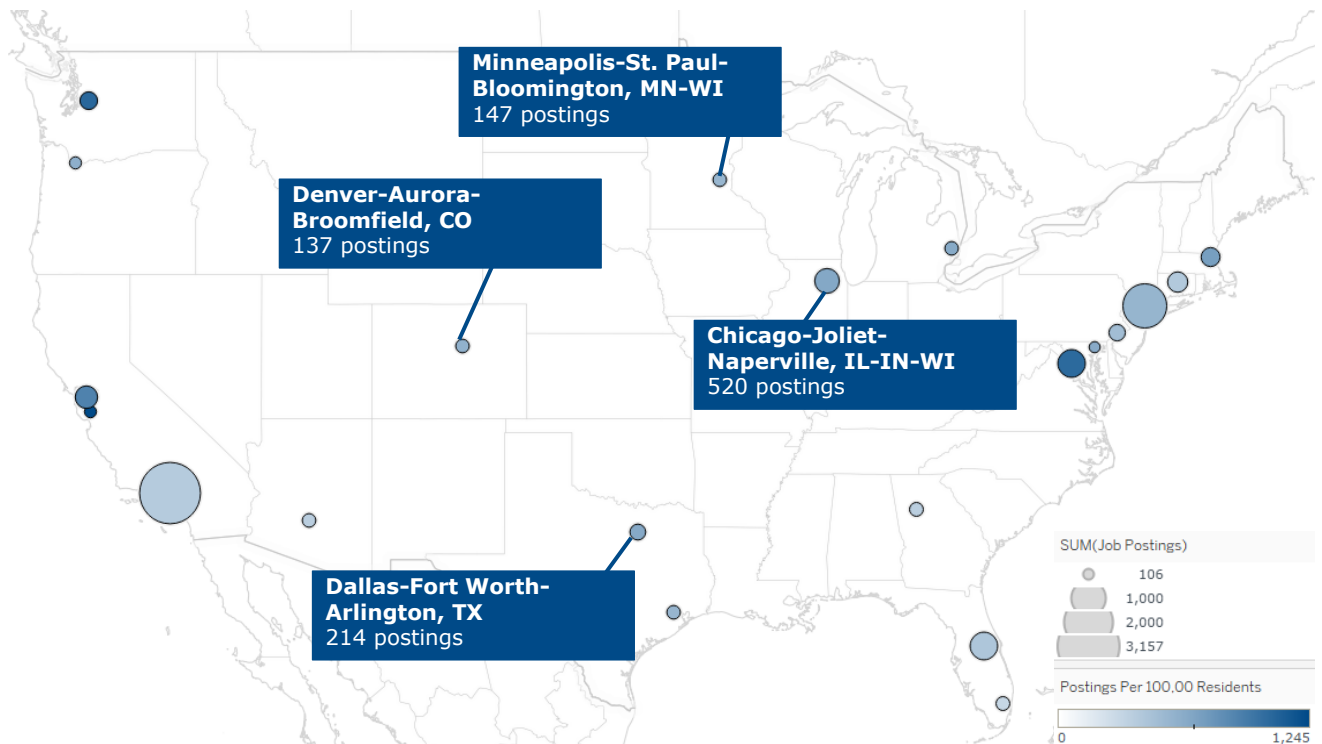 Minneapolis-St. Paul-
Bloomington, MN-WI
147 postings
Denver-Aurora-
Broomfield, CO
137 postings
Chicago-Joliet-
Naperville, IL-IN-WI
520 postings
Dallas-Fort Worth-
Arlington, TX
214 postings
SUM(Job Postings)
106
1,000
2,000
3,157
Postings Per 100,00 Residents
0
1,245